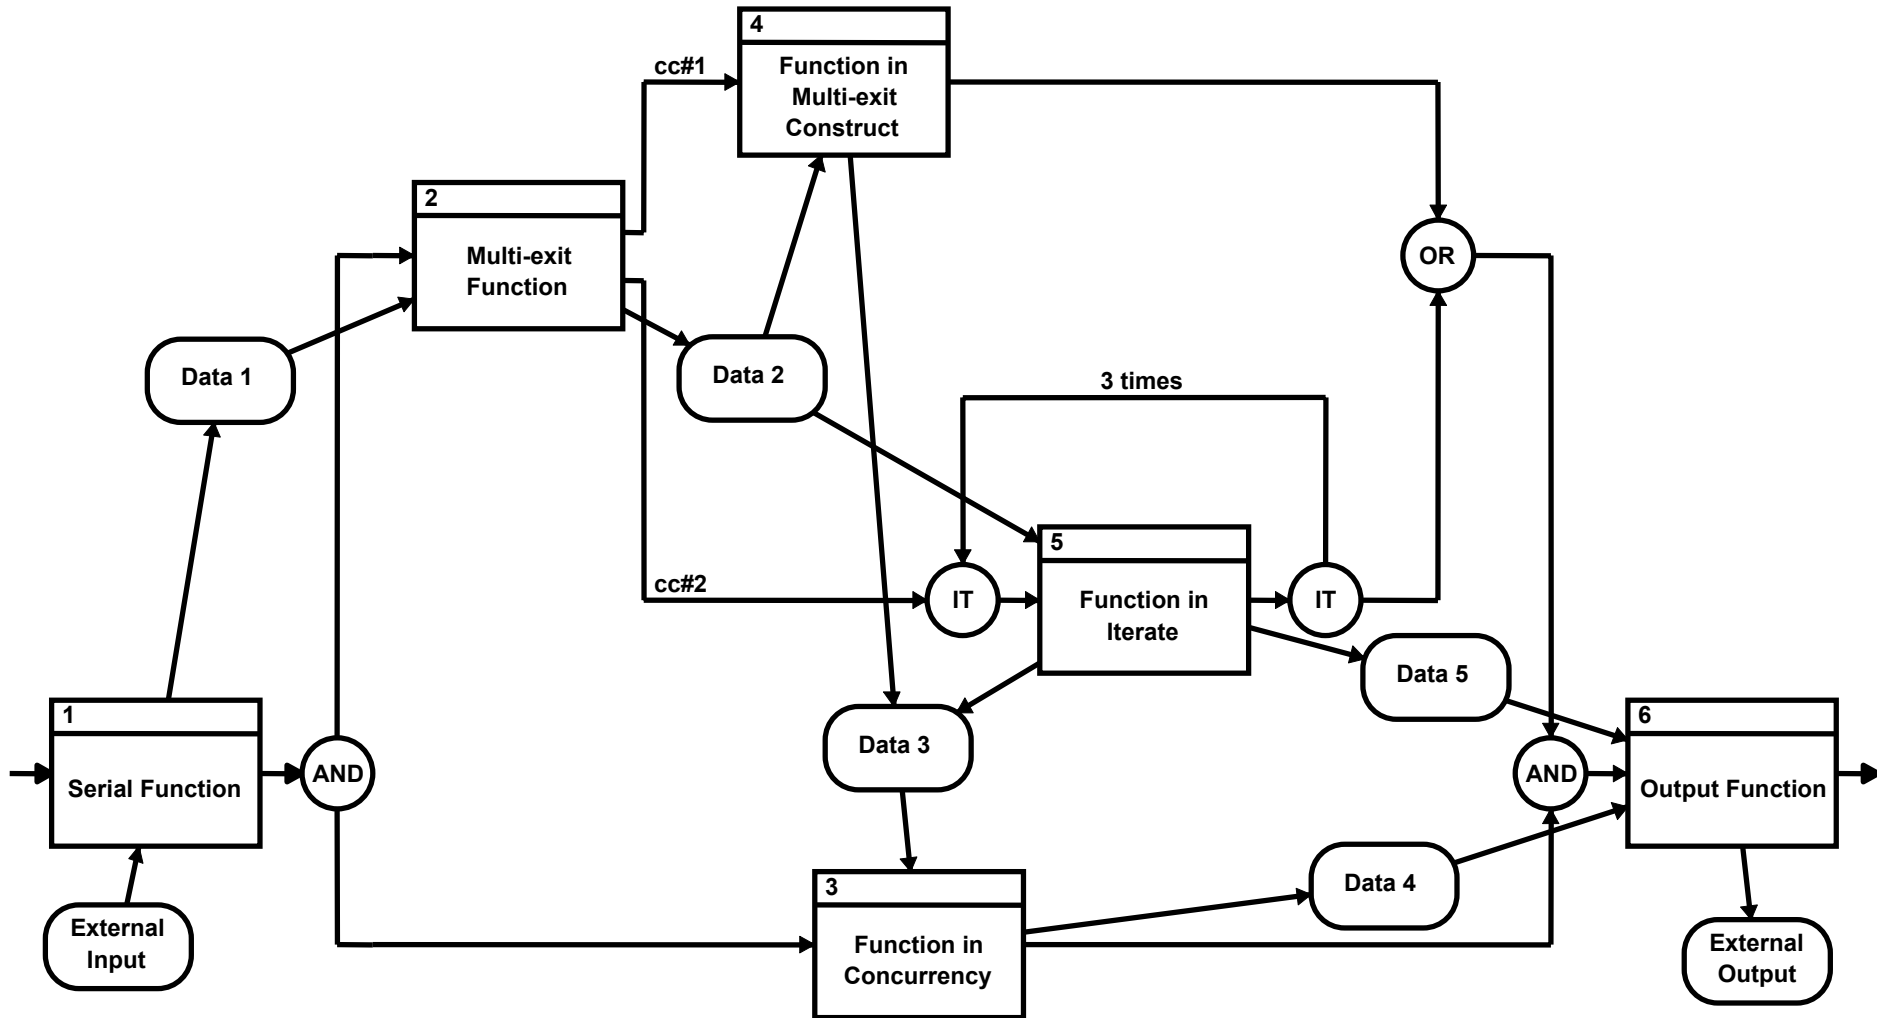 4
Function in
Multi-exit
Construct
cc#1
2
Multi-exit
Function
OR
Data 1
Data 2
3 times
5
Function in
Iterate
cc#2
IT
IT
Data 5
1
Serial Function
AND
Data 3
6
Output Function
AND
External
Input
3
Function in
Concurrency
Data 4
External
Output